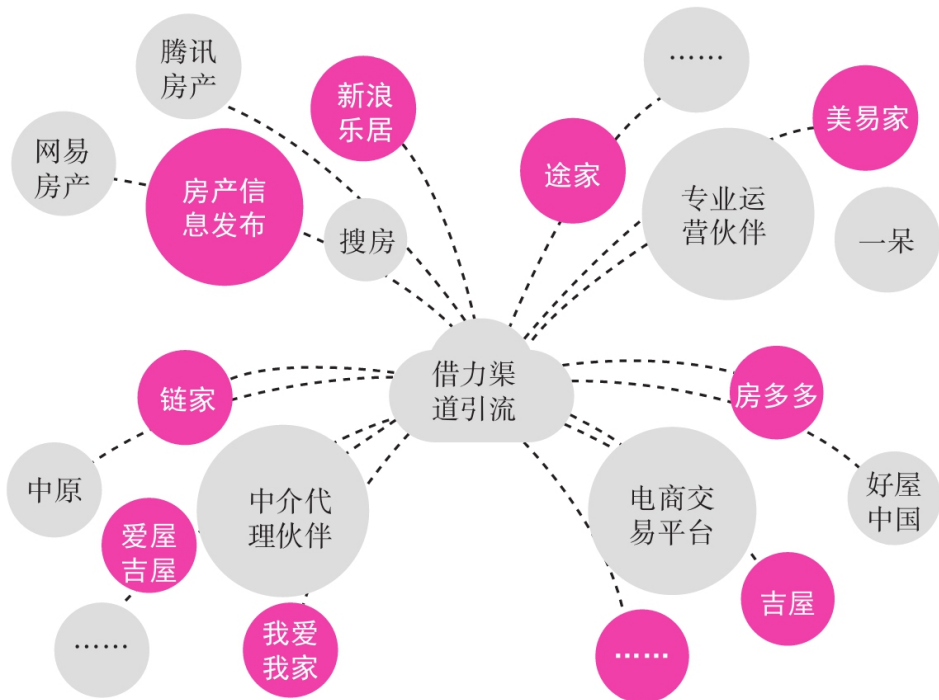 腾讯
房产
新浪
乐居
……
美易家
网易
房产
房产信
息发布
搜房
途家
专业运
营伙伴
一呆
借力渠
道引流
链家
房多多
中原
中介代
理伙伴
电商交
易平台
好屋
中国
爱屋
吉屋
吉屋
……
我爱
我家
……